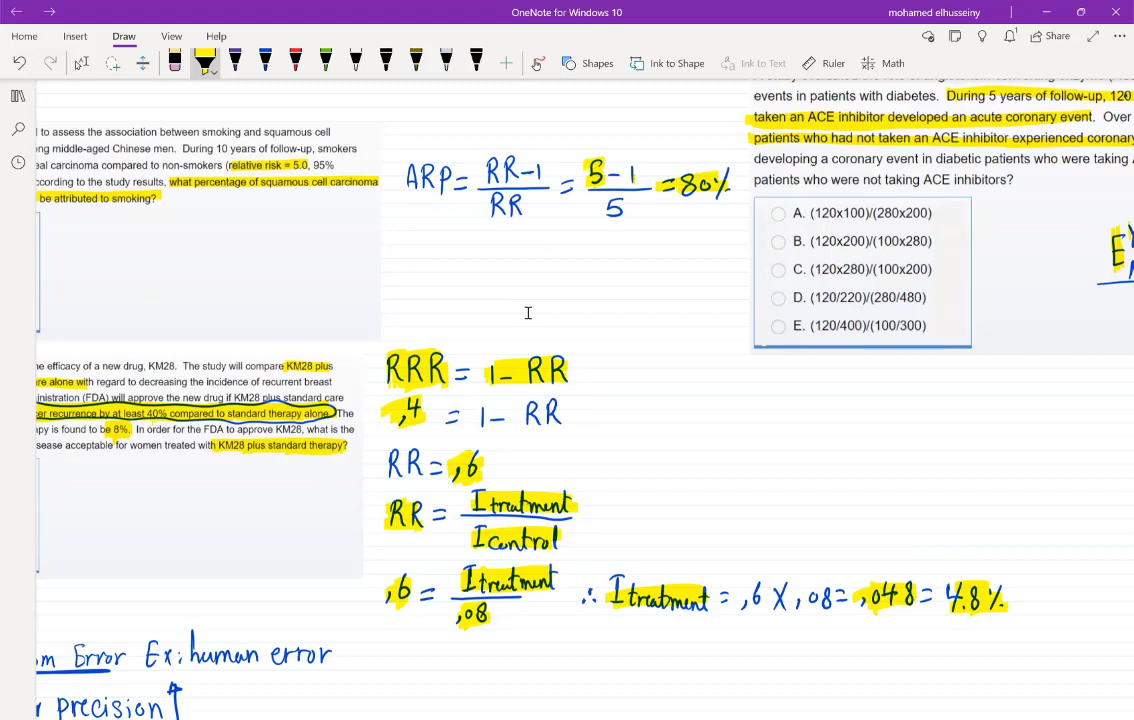 OneNote for Windows 10
mohamed elhusseiny
Home Insert Draw View Help
Share
Shapes Ink to Shape Ink to Text Ruler Math
to assess the association between smoking and squamous cell
ng middle-aged Chinese men. During 10 years of follow-up, smokers
eal carcinoma compared to non-smokers (relative risk = 5.0, 95%
ccording to the study results, what percentage of squamous cell carcinoma
be attributed to smoking?
ARP = RR-1 / RR = 5-1 / 5 = 80%
events in patients with diabetes. During 5 years of follow-up, 120
taken an ACE inhibitor developed an acute coronary event. Over
patients who had not taken an ACE inhibitor experienced coronary
developing a coronary event in diabetic patients who were taking
patients who were not taking ACE inhibitors?
A. (120x100)/(280x200)
B. (120x200)/(100x280)
C. (120x280)/(100x200)
D. (120/220)/(280/480)
E. (120/400)/(100/300)
E
he efficacy of a new drug, KM28. The study will compare KM28 plus
are alone with regard to decreasing the incidence of recurrent breast
inistration (FDA) will approve the new drug if KM28 plus standard care
er recurrence by at least 40% compared to standard therapy alone. The
apy is found to be 8%. In order for the FDA to approve KM28, what is the
sease acceptable for women treated with KM28 plus standard therapy?
RRR = 1- RR
,4 = 1- RR
RR = ,6
RR = Itreatment / Icontrol
,6 = Itreatment / ,08 ∴ Itreatment = ,6 X ,08 = ,048 = 4.8%
om Error Ex: human error
precision